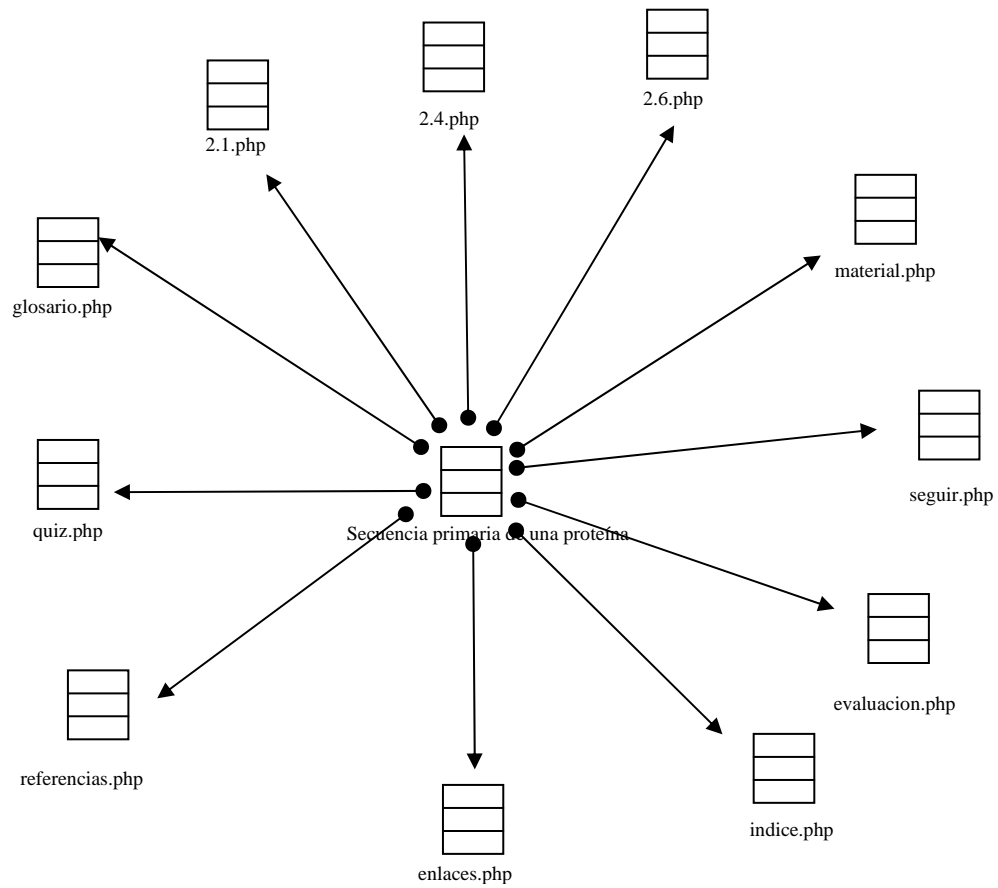 2.6.php
2.4.php
2.1.php
material.php
glosario.php
seguir.php
quiz.php
Secuencia primaria de una proteína
evaluacion.php
referencias.php
indice.php
enlaces.php